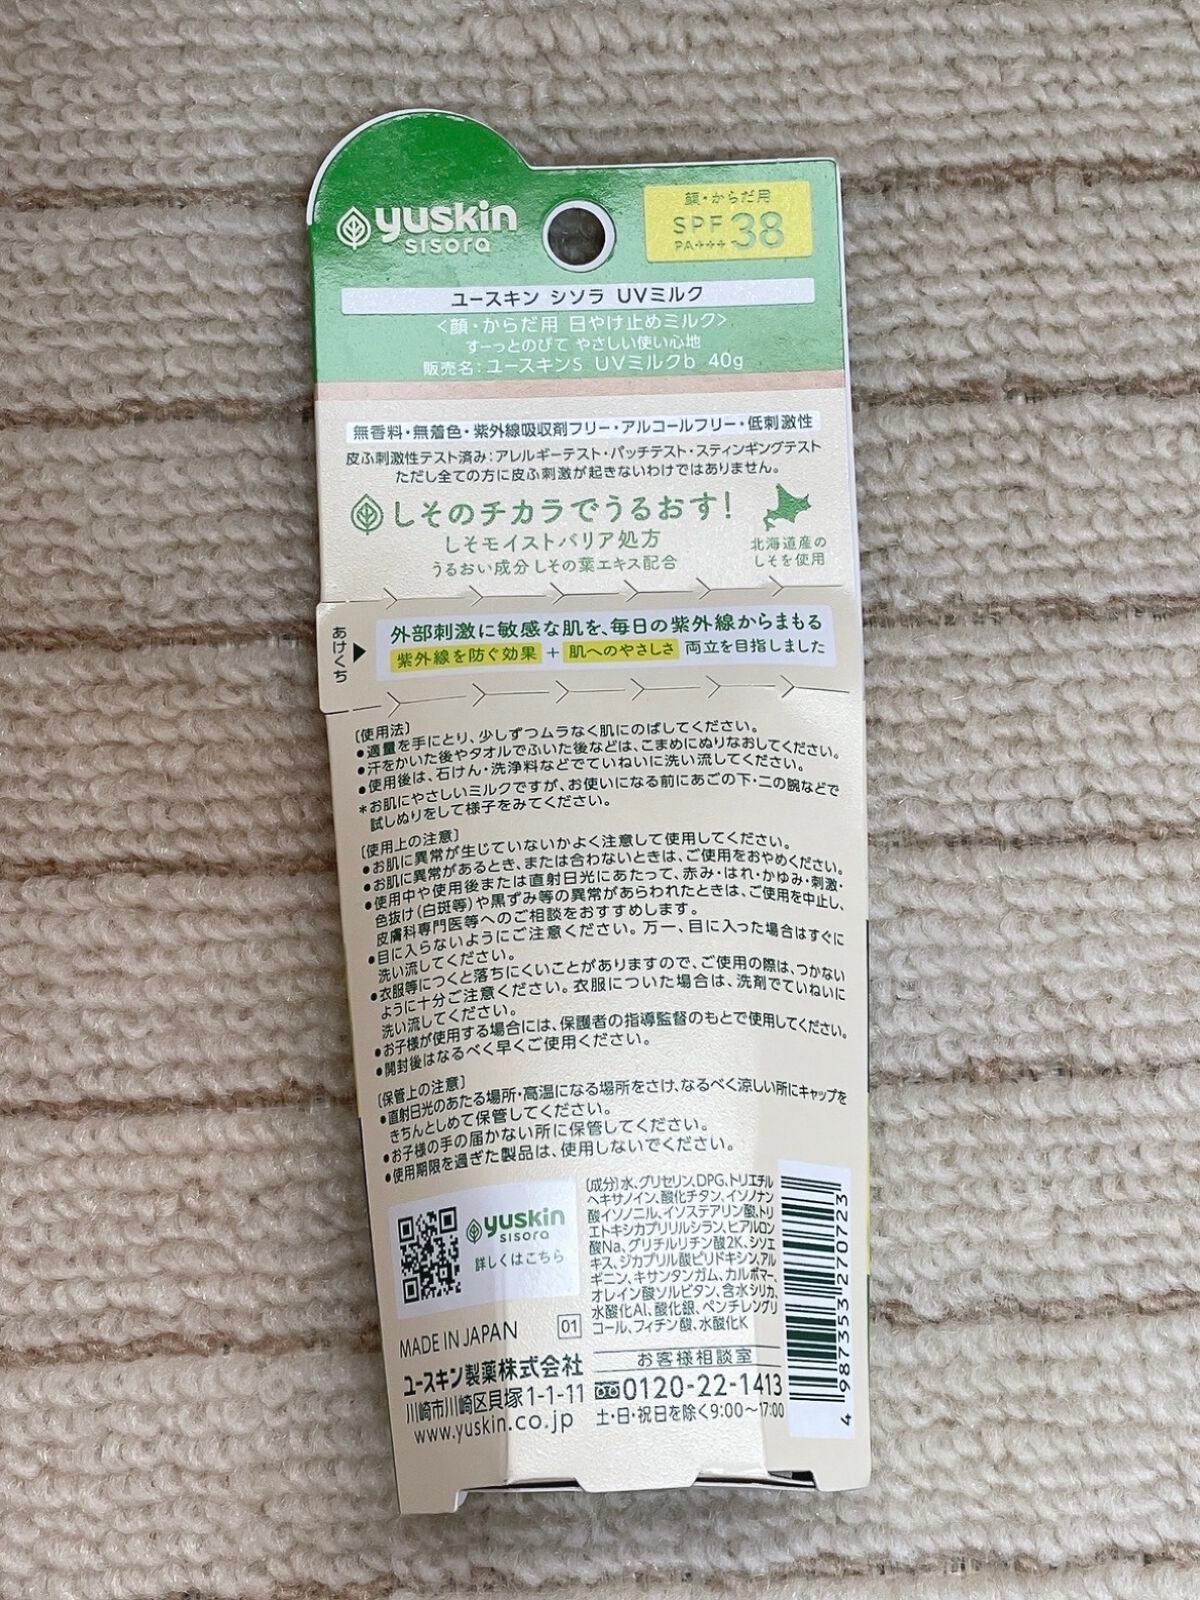 yuskin
sisora
顔・からだ用
SPF 38
PA+++
ユースキン シソラ UVミルク
<顔・からだ用 日やけ止めミルク>
すーっとのびて やさしい使い心地
販売名:ユースキンS UVミルクb 40g
無香料・無着色・紫外線吸収剤フリー・アルコールフリー・低刺激性
皮ふ刺激性テスト済み:アレルギーテスト・パッチテスト・スティンギングテスト
ただし全ての方に皮ふ刺激が起きないわけではありません。
しそのチカラでうるおす!
しそモイストバリア処方
うるおい成分 しその葉エキス配合
北海道産の
しそを使用
あけくち
外部刺激に敏感な肌を、毎日の紫外線からまもる
紫外線を防ぐ効果 + 肌へのやさしさ 両立を目指しました
〔使用法〕
●適量を手にとり、少しずつムラなく肌にのばしてください。
●汗をかいた後やタオルでふいた後などは、こまめにぬりなおしてください。
●使用後は、石けん・洗浄料などでていねいに洗い流してください。
*お肌にやさしいミルクですが、お使いになる前にあごの下・二の腕などで
試しぬりをして様子をみてください。
〔使用上の注意〕
●お肌に異常が生じていないかよく注意して使用してください。
●お肌に異常があるとき、または合わないときは、ご使用をおやめください。
●使用中や使用後または直射日光にあたって、赤み・はれ・かゆみ・刺激・
色抜け(白斑等)や黒ずみ等の異常があらわれたときは、ご使用を中止し、
皮膚科専門医等へのご相談をおすすめします。
●目に入らないようにご注意ください。万一、目に入った場合はすぐに
洗い流してください。
●衣服等につくと落ちにくいことがありますので、ご使用の際は、つかない
ように十分ご注意ください。衣服についた場合は、洗剤でていねいに
洗い流してください。
●お子様が使用する場合には、保護者の指導監督のもとで使用してください。
●開封後はなるべく早くご使用ください。
〔保管上の注意〕
●直射日光のあたる場所・高温になる場所をさけ、なるべく涼しい所にキャップを
きちんとしめて保管してください。
●お子様の手の届かない所に保管してください。
●使用期限を過ぎた製品は、使用しないでください。
yuskin
sisora
詳しくはこちら
〔成分〕水、グリセリン、DPG、トリエチル
ヘキサノイン、酸化チタン、イソノナン
酸イソノニル、イソステアリン酸、トリ
エトキシカプリリルシラン、ヒアルロン
酸Na、グリチルリチン酸2K、シソエ
キス、ジカプリル酸ピリドキシン、アル
ギニン、キサンタンガム、カルボマー、
オレイン酸ソルビタン、含水シリカ、
水酸化Al、酸化銀、ペンチレングリ
コール、フィチン酸、水酸化K
MADE IN JAPAN
01
ユースキン製薬株式会社
川崎市川崎区貝塚1-1-11
www.yuskin.co.jp
お客様相談室
0120-22-1413
土・日・祝日を除く9:00〜17:00
4 987353 270723